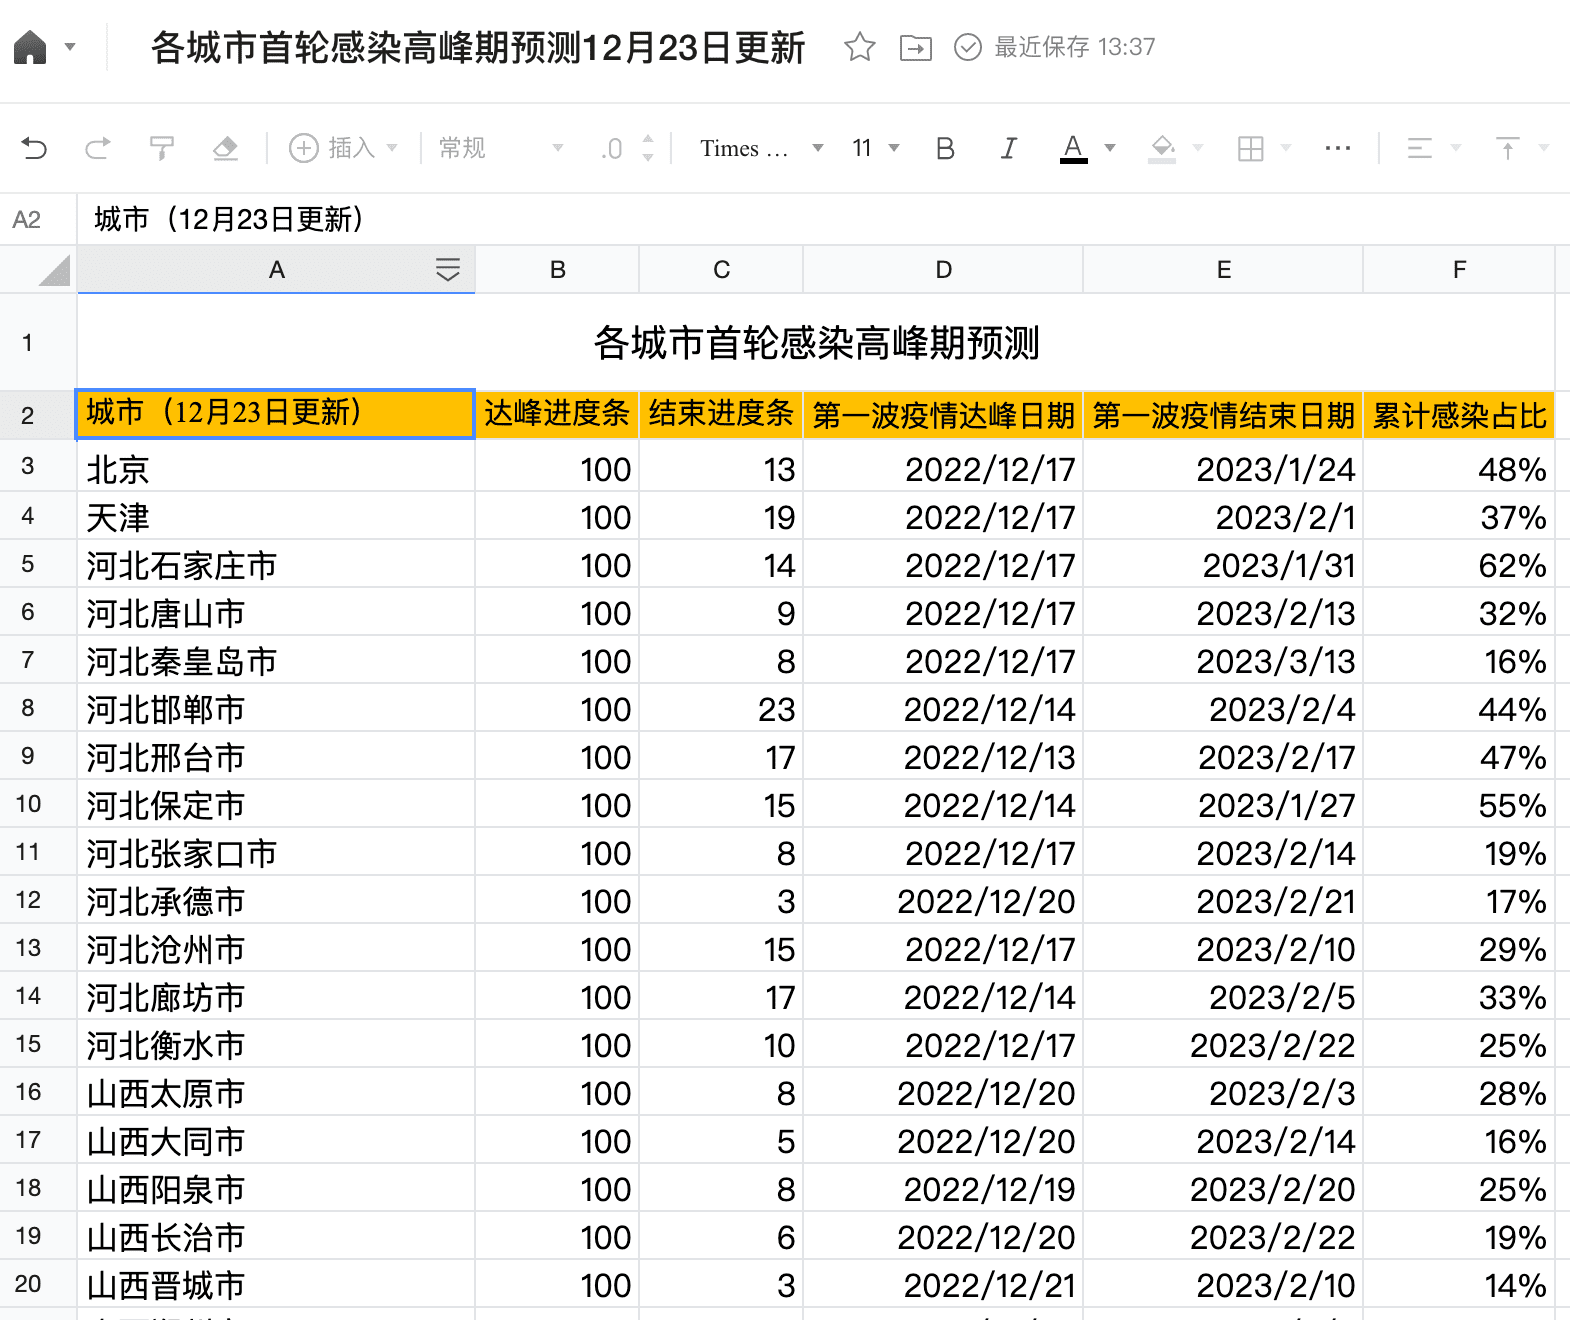 各城市首轮感染高峰期预测12月23日更新 最近保存 13:37
插入 常规 .0 Times ... 11 B I A ...
A2 城市（12月23日更新）
A B C D E F
1 各城市首轮感染高峰期预测
2 城市（12月23日更新） 达峰进度条 结束进度条 第一波疫情达峰日期 第一波疫情结束日期 累计感染占比
3 北京 100 13 2022/12/17 2023/1/24 48%
4 天津 100 19 2022/12/17 2023/2/1 37%
5 河北石家庄市 100 14 2022/12/17 2023/1/31 62%
6 河北唐山市 100 9 2022/12/17 2023/2/13 32%
7 河北秦皇岛市 100 8 2022/12/17 2023/3/13 16%
8 河北邯郸市 100 23 2022/12/14 2023/2/4 44%
9 河北邢台市 100 17 2022/12/13 2023/2/17 47%
10 河北保定市 100 15 2022/12/14 2023/1/27 55%
11 河北张家口市 100 8 2022/12/17 2023/2/14 19%
12 河北承德市 100 3 2022/12/20 2023/2/21 17%
13 河北沧州市 100 15 2022/12/17 2023/2/10 29%
14 河北廊坊市 100 17 2022/12/14 2023/2/5 33%
15 河北衡水市 100 10 2022/12/17 2023/2/22 25%
16 山西太原市 100 8 2022/12/20 2023/2/3 28%
17 山西大同市 100 5 2022/12/20 2023/2/14 16%
18 山西阳泉市 100 8 2022/12/19 2023/2/20 25%
19 山西长治市 100 6 2022/12/20 2023/2/22 19%
20 山西晋城市 100 3 2022/12/21 2023/2/10 14%